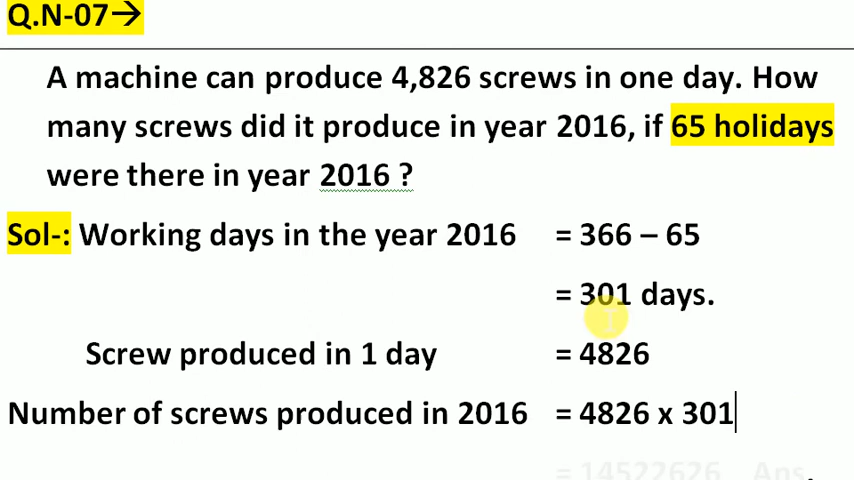 Q.N-07→
A machine can produce 4,826 screws in one day. How
many screws did it produce in year 2016, if 65 holidays
were there in year 2016 ?
Sol-: Working days in the year 2016 = 366 – 65
= 301 days.
Screw produced in 1 day = 4826
Number of screws produced in 2016 = 4826 x 301
= 14522626 Ans